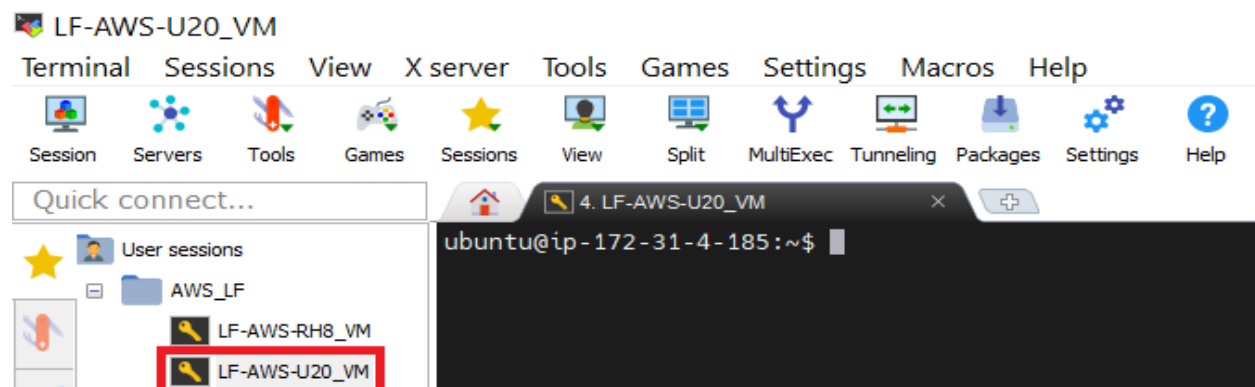 LF-AWS-U20_VM
Terminal Sessions View X server Tools Games Settings Macros Help
Session Servers Tools Games Sessions View Split MultiExec Tunneling Packages Settings Help
Quick connect...
4. LF-AWS-U20_VM
User sessions
ubuntu@ip-172-31-4-185:~$
AWS_LF
LF-AWS-RH8_VM
LF-AWS-U20_VM